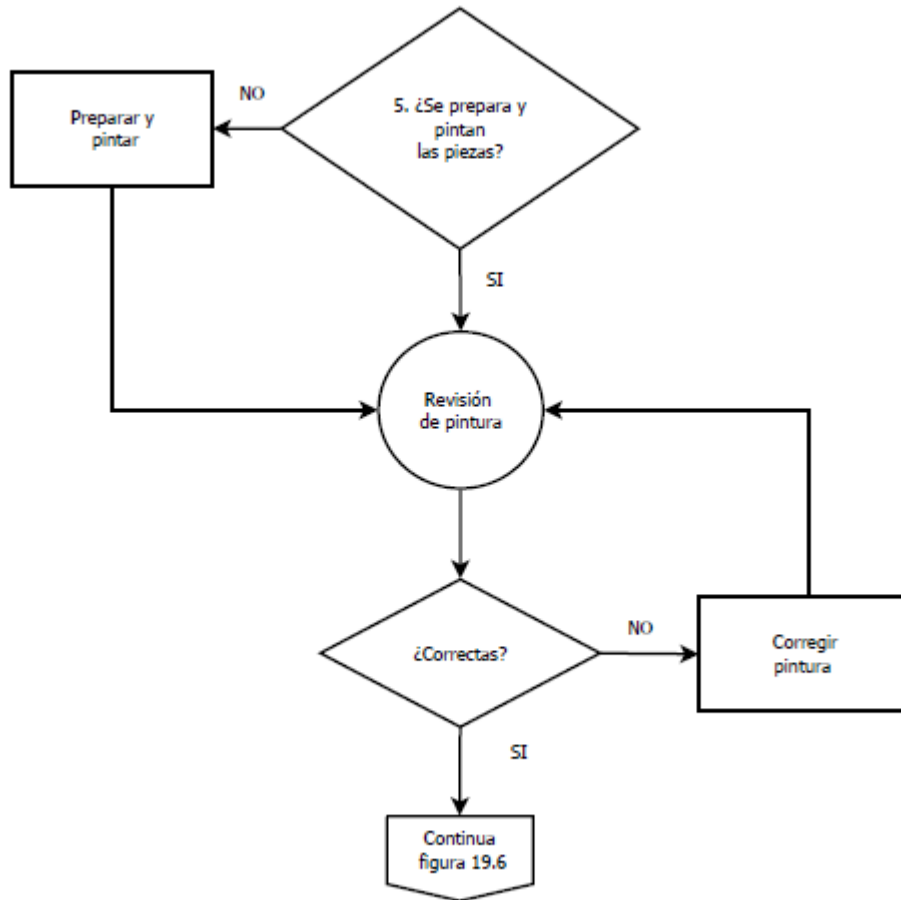 5. ¿Se prepara y
pintan
las piezas?
NO
Preparar y
pintar
SI
Revisión
de pintura
¿Correctas?
NO
Corregir
pintura
SI
Continua
figura 19.6